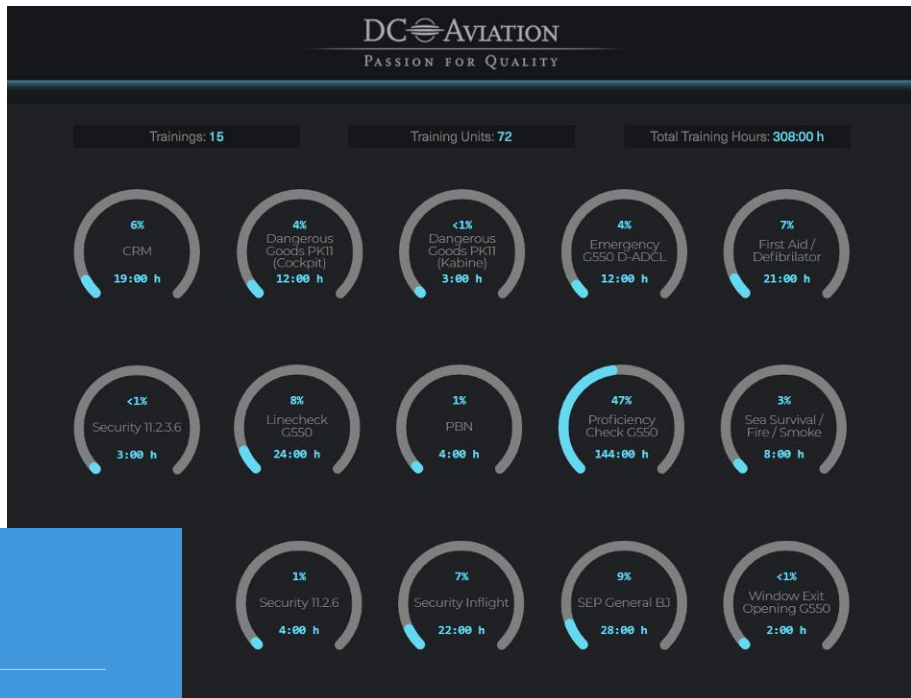 DC AVIATION
PASSION FOR QUALITY
Trainings: 15
Training Units: 72
Total Training Hours: 308:00 h
6%
CRM
19:00 h
4%
Dangerous
Goods PK11
(Cockpit)
12:00 h
<1%
Dangerous
Goods PK11
(Kabine)
3:00 h
4%
Emergency
G550 D-ADCL
12:00 h
7%
First Aid /
Defibrilator
21:00 h
<1%
Security 11.2.3.6
3:00 h
8%
Linecheck
G550
24:00 h
1%
PBN
4:00 h
47%
Proficiency
Check G550
144:00 h
3%
Sea Survival /
Fire / Smoke
8:00 h
1%
Security 11.2.6
4:00 h
7%
Security Inflight
22:00 h
9%
SEP General BJ
28:00 h
<1%
Window Exit
Opening G550
2:00 h